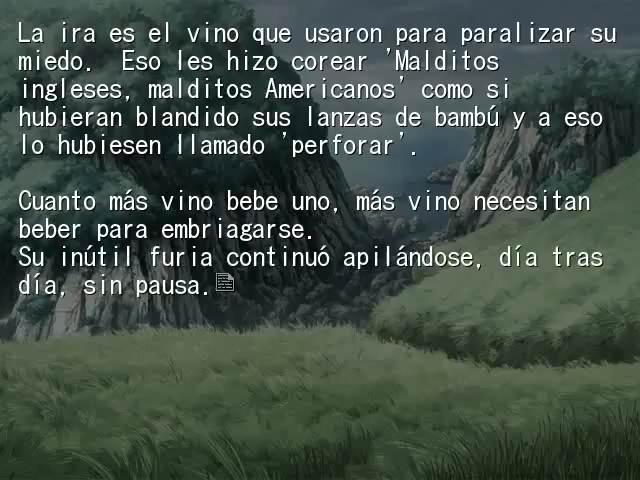 La ira es el vino que usaron para paralizar su
miedo.  Eso les hizo corear 'Malditos
ingleses, malditos Americanos' como si
hubieran blandido sus lanzas de bambú y a eso
lo hubiesen llamado 'perforar'.
Cuanto más vino bebe uno, más vino necesitan
beber para embriagarse.
Su inútil furia continuó apilándose, día tras
día, sin pausa.